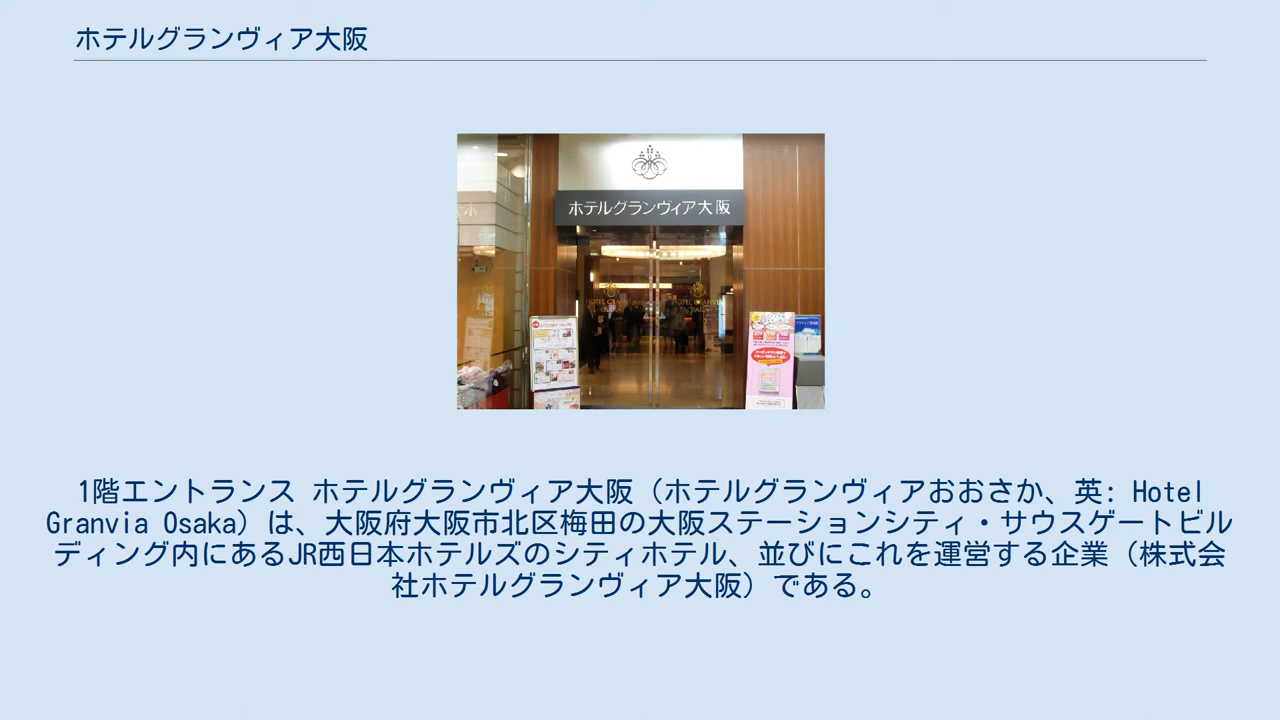 ホテルグランヴィア大阪
ホテルグランヴィア大阪
1階エントランス ホテルグランヴィア大阪（ホテルグランヴィアおおさか、英: Hotel
Granvia Osaka）は、大阪府大阪市北区梅田の大阪ステーションシティ・サウスゲートビル
ディング内にあるJR西日本ホテルズのシティホテル、並びにこれを運営する企業（株式会
社ホテルグランヴィア大阪）である。